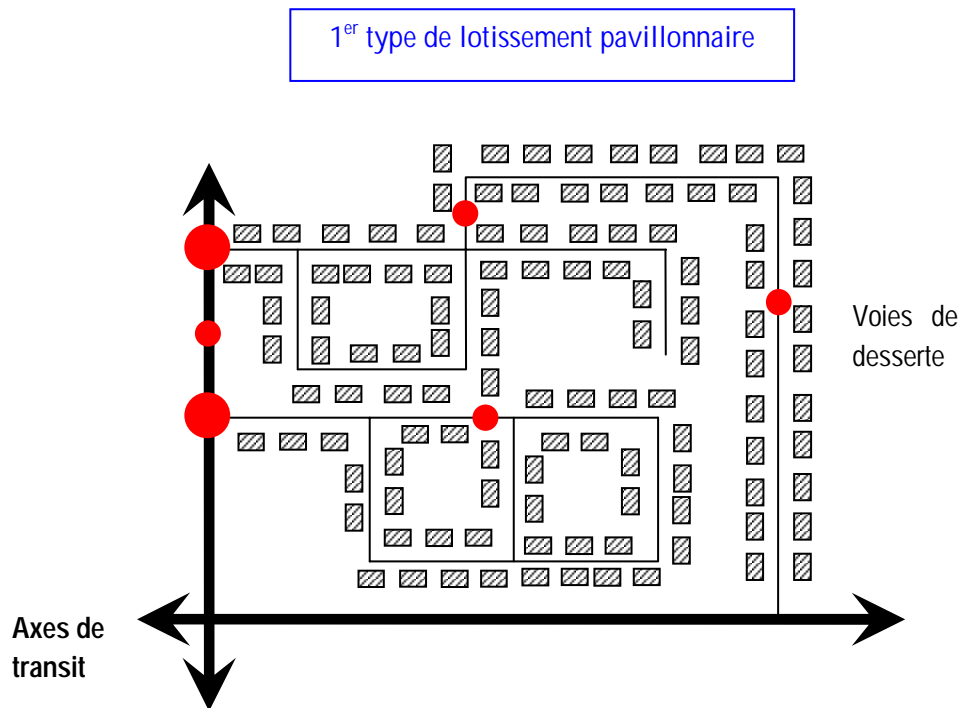 1er type de lotissement pavillonnaire
Voies de
desserte
Axes de
transit